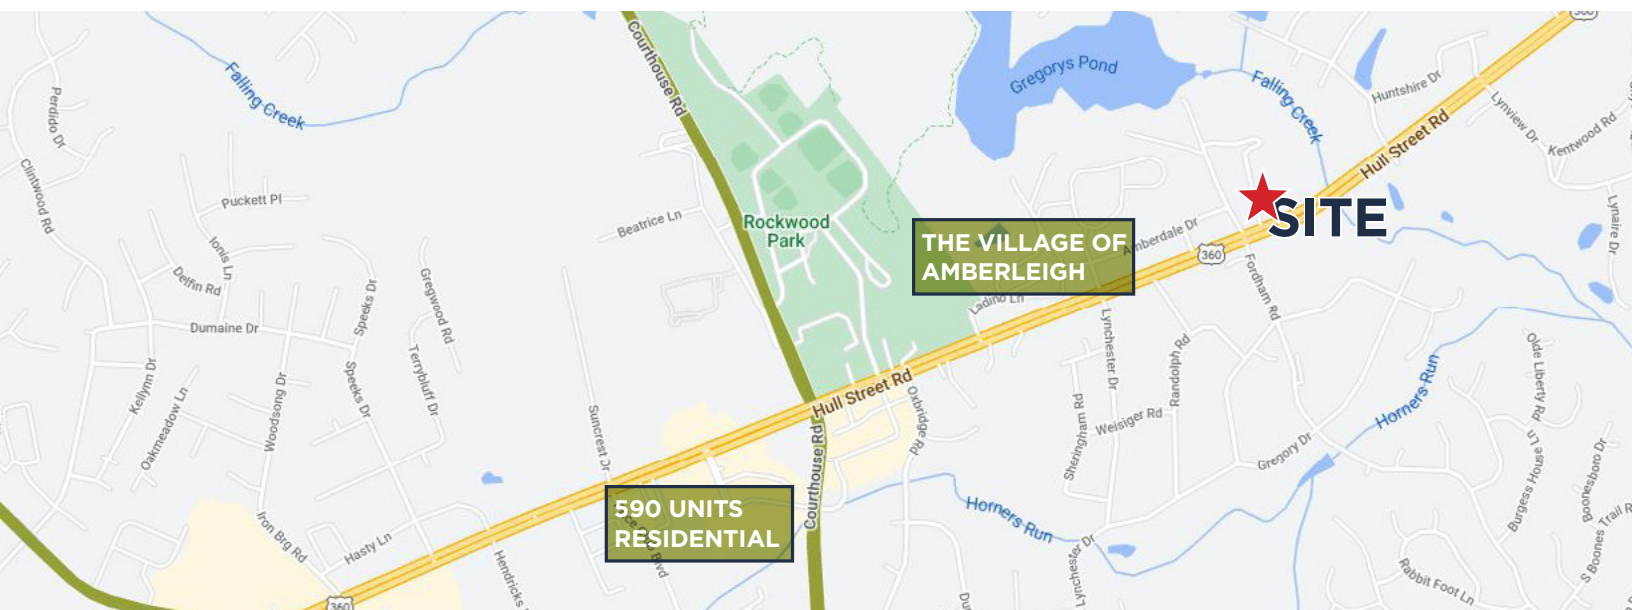 360
Courthouse Rd
Gregorys Pond
Falling Creek
Falling Creek
Huntshire Dr
Perdido Dr
Lynview Dr
Kentwood Rd
Hull Street Rd
Clintwood Rd
Puckett Pl
Beatrice Ln
Rockwood
Park
THE VILLAGE OF
AMBERLEIGH
Amberdale Dr
SITE
Lynaire Dr
360
Ionis Ln
Delfin Rd
Speeks Dr
Gregwood Rd
Fordham Rd
Ladino Ln
Dumaine Dr
Lynchester Dr
Randolph Rd
Olde Liberty Rd
Kellynn Dr
Terrybluff Dr
Speeks Dr
Woodsong Dr
Oakmeadow Ln
Hull Street Rd
Oxbridge Rd
Horners Run
Suncrest Dr
Courthouse Rd
Sheringham Rd
Weisiger Rd
Gregory Dr
Burgess House Ln
Boonesboro Dr
590 UNITS
RESIDENTIAL
Horners Run
Iron Brg Rd
Hasty Ln
Hendricks
Blvd
Lynchester Dr
S Boones Trail R
Rabbit Foot Ln
Du
360